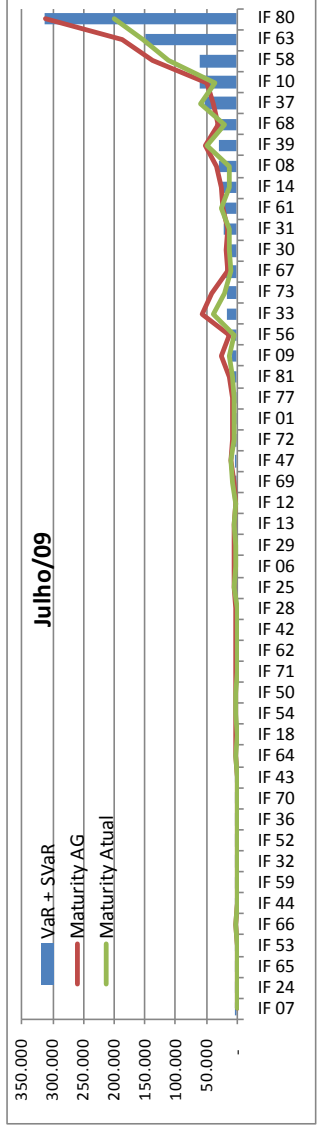 Julho/09
VaR + SVaR
Maturity AG
Maturity Atual
350.000
300.000
250.000
200.000
150.000
100.000
50.000
-
IF 07
IF 24
IF 65
IF 53
IF 66
IF 44
IF 59
IF 32
IF 52
IF 36
IF 70
IF 43
IF 64
IF 18
IF 54
IF 50
IF 71
IF 62
IF 42
IF 28
IF 25
IF 06
IF 29
IF 13
IF 12
IF 69
IF 47
IF 72
IF 01
IF 77
IF 81
IF 09
IF 56
IF 33
IF 73
IF 67
IF 30
IF 31
IF 61
IF 14
IF 08
IF 39
IF 68
IF 37
IF 10
IF 58
IF 63
IF 80